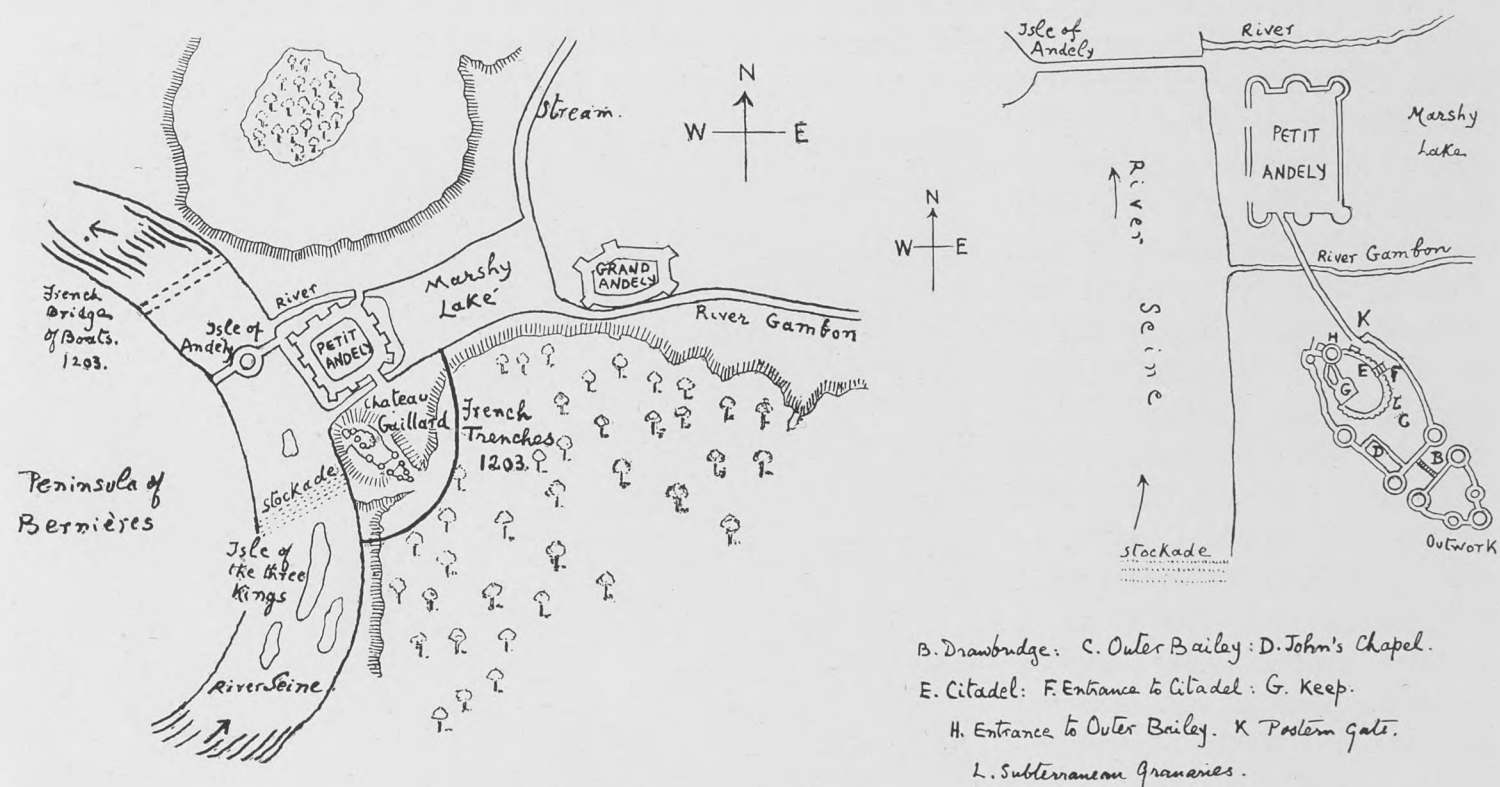 Stream.
N
W E
French
Bridge
of Boats.
1203.
River
Isle of
Andely
PETIT
ANDELY
Marshy
Lake
GRAND
ANDELY
River Gambon
Chateau
Gaillard
French
Trenches
1203.
Peninsula of
Bernières
stockade
Isle of
the three
Kings
River Seine.
Isle of
Andely
River
PETIT
ANDELY
Marshy
Lake
N
W E
River Seine
River Gambon
K
H
E F
G L
C
D B
Outwork
stockade
B. Drawbridge: C. Outer Bailey: D. John's Chapel.
E. Citadel: F. Entrance to Citadel: G. Keep.
H. Entrance to Outer Bailey. K Postern Gate.
L. Subterranean Granaries.